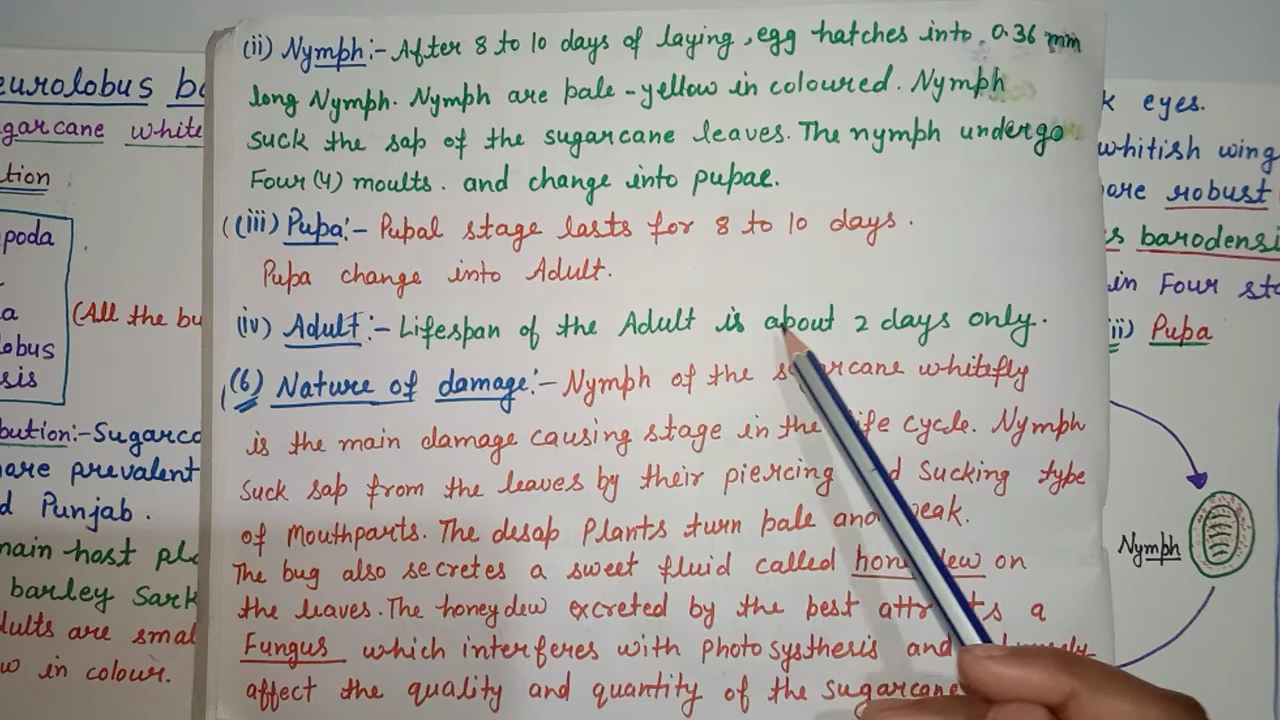 (ii) Nymph:- After 8 to 10 days of laying, egg hatches into 0.36 mm
long Nymph. Nymph are pale-yellow in coloured. Nymph
suck the sap of the sugarcane leaves. The nymph undergo
Four (4) moults. and change into pupae.
(iii) Pupa:- Pupal stage lasts for 8 to 10 days.
Pupa change into Adult.
(iv) Adult:- Lifespan of the Adult is about 2 days only.
(6) Nature of damage:- Nymph of the sugarcane whitefly
is the main damage causing stage in the life cycle. Nymph
suck sap from the leaves by their piercing and Sucking type
of Mouthparts. The desap Plants turn pale and weak.
The bug also secretes a sweet fluid called honeydew on
the leaves. The honeydew excreted by the best attracts a
Fungus which interferes with photosysthesis and
affect the quality and quantity of the sugarcane
eurolobus ba
garcane white
tion
poda
a
lobus
sis
(All the bu
bution:- Sugarca
are prevalent
d Punjab.
main host pla
barley Sark
dults are smal
w in colour.
k eyes.
whitish wing
are robust
s barodensi
in Four sta
ii) Pupa
Nymph